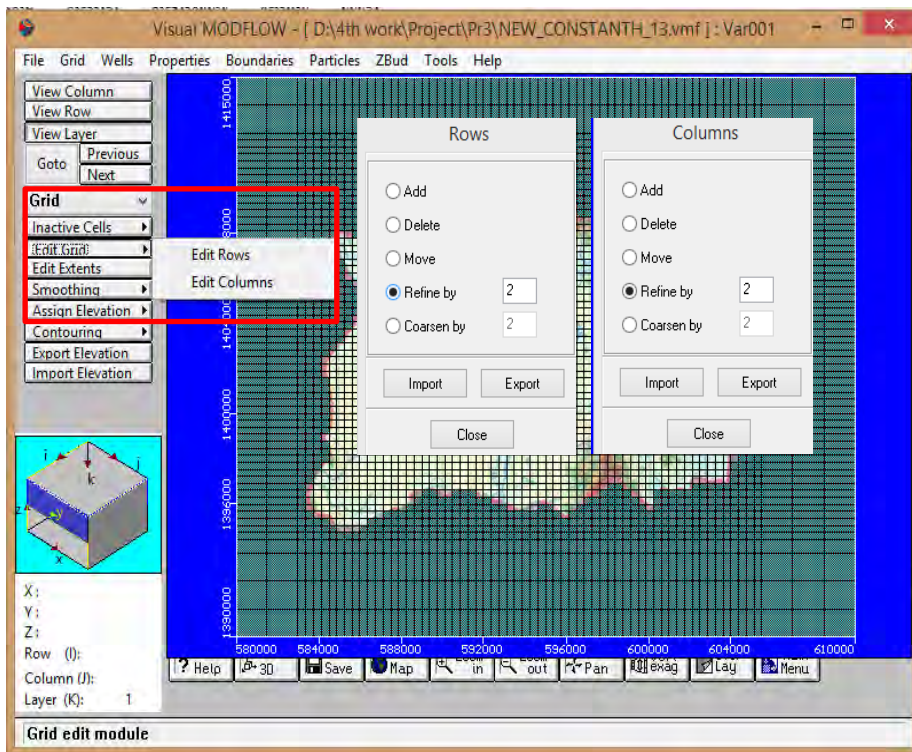 Visual MODFLOW - [ D:\4th work\Project\Pr3\NEW_CONSTANTH_13.vmf ] : Var001
File Grid Wells Properties Boundaries Particles ZBud Tools Help
View Column
View Row
View Layer
Goto
Previous
Next
Grid
Inactive Cells
Edit Grid
Edit Extents
Smoothing
Assign Elevation
Contouring
Export Elevation
Import Elevation
Edit Rows
Edit Columns
Rows
Add
Delete
Move
Refine by 2
Coarsen by 2
Import Export
Close
Columns
Add
Delete
Move
Refine by 2
Coarsen by 2
Import Export
Close
1415000
8000
1400000
1396000
1390000
580000 584000 588000 592000 596000 600000 604000 610000
i
j
k
z
y
x
X :
Y :
Z :
Row (I):
Column (J):
Layer (K): 1
? Help 3D Save Map in out Pan exag Lay Menu
Grid edit module